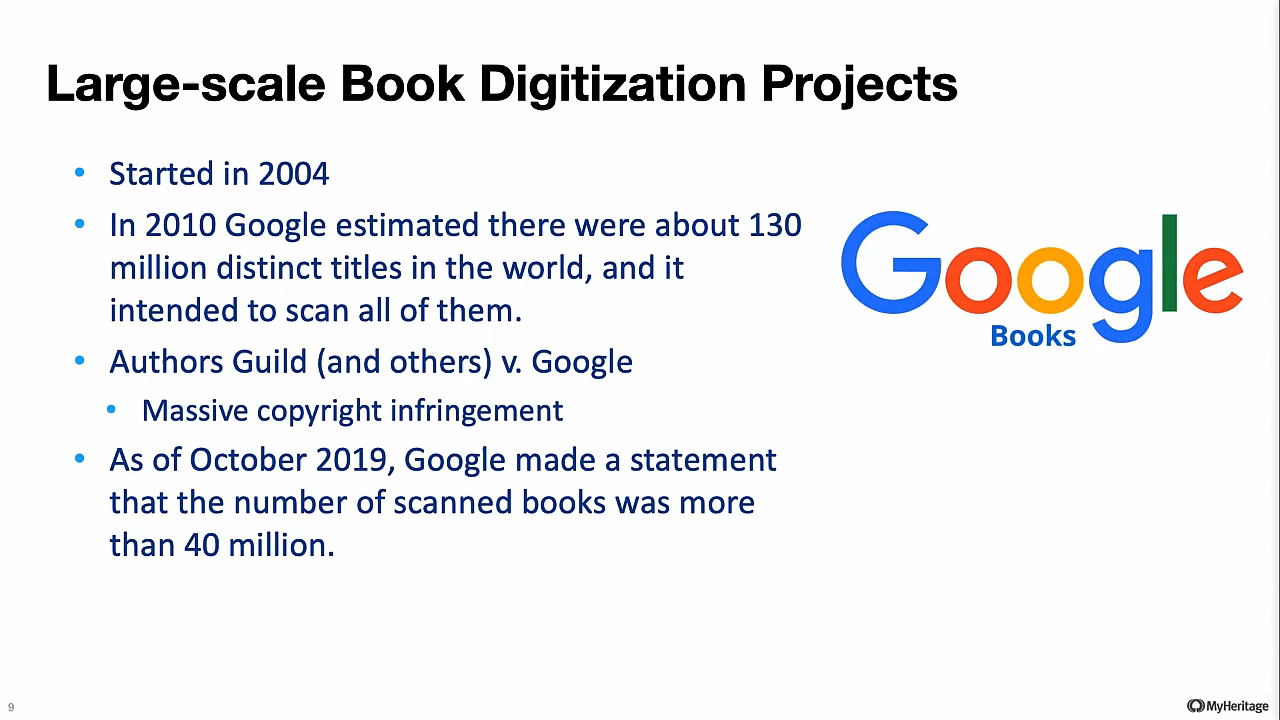 Large-scale Book Digitization Projects
• Started in 2004
• In 2010 Google estimated there were about 130
million distinct titles in the world, and it
intended to scan all of them.
• Authors Guild (and others) v. Google
• Massive copyright infringement
• As of October 2019, Google made a statement
that the number of scanned books was more
than 40 million.
Google
Books
9
MyHeritage